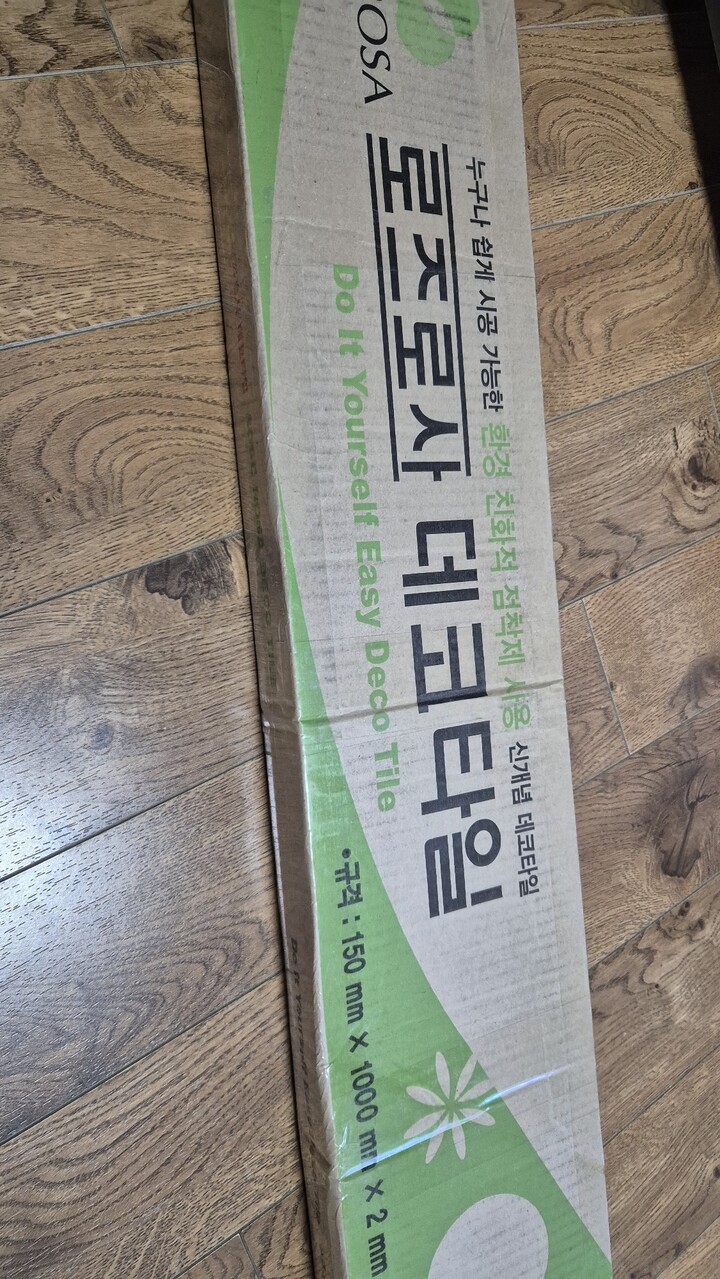 OSA
누구나 쉽게 시공 가능한 환경 친화적 점착제 사용 신개념 데코타일
로즈로사 데코타일
Do It Yourself Easy Deco Tile
•규격 : 150 mm X 1000 mm X 2 mm